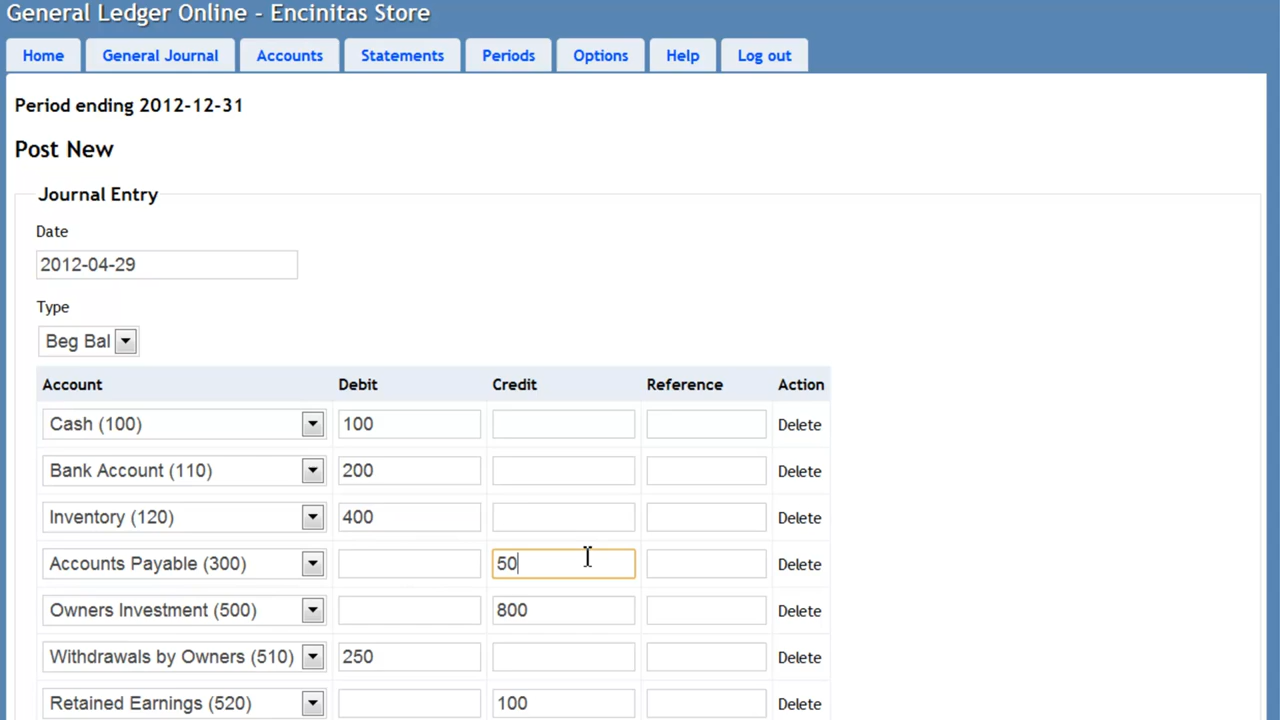 General Ledger Online - Encinitas Store
Home General Journal Accounts Statements Periods Options Help Log out
Period ending 2012-12-31
Post New
Journal Entry
Date
2012-04-29
Type
Beg Bal
Account Debit Credit Reference Action
Cash (100) 100 Delete
Bank Account (110) 200 Delete
Inventory (120) 400 Delete
Accounts Payable (300) 50 Delete
Owners Investment (500) 800 Delete
Withdrawals by Owners (510) 250 Delete
Retained Earnings (520) 100 Delete